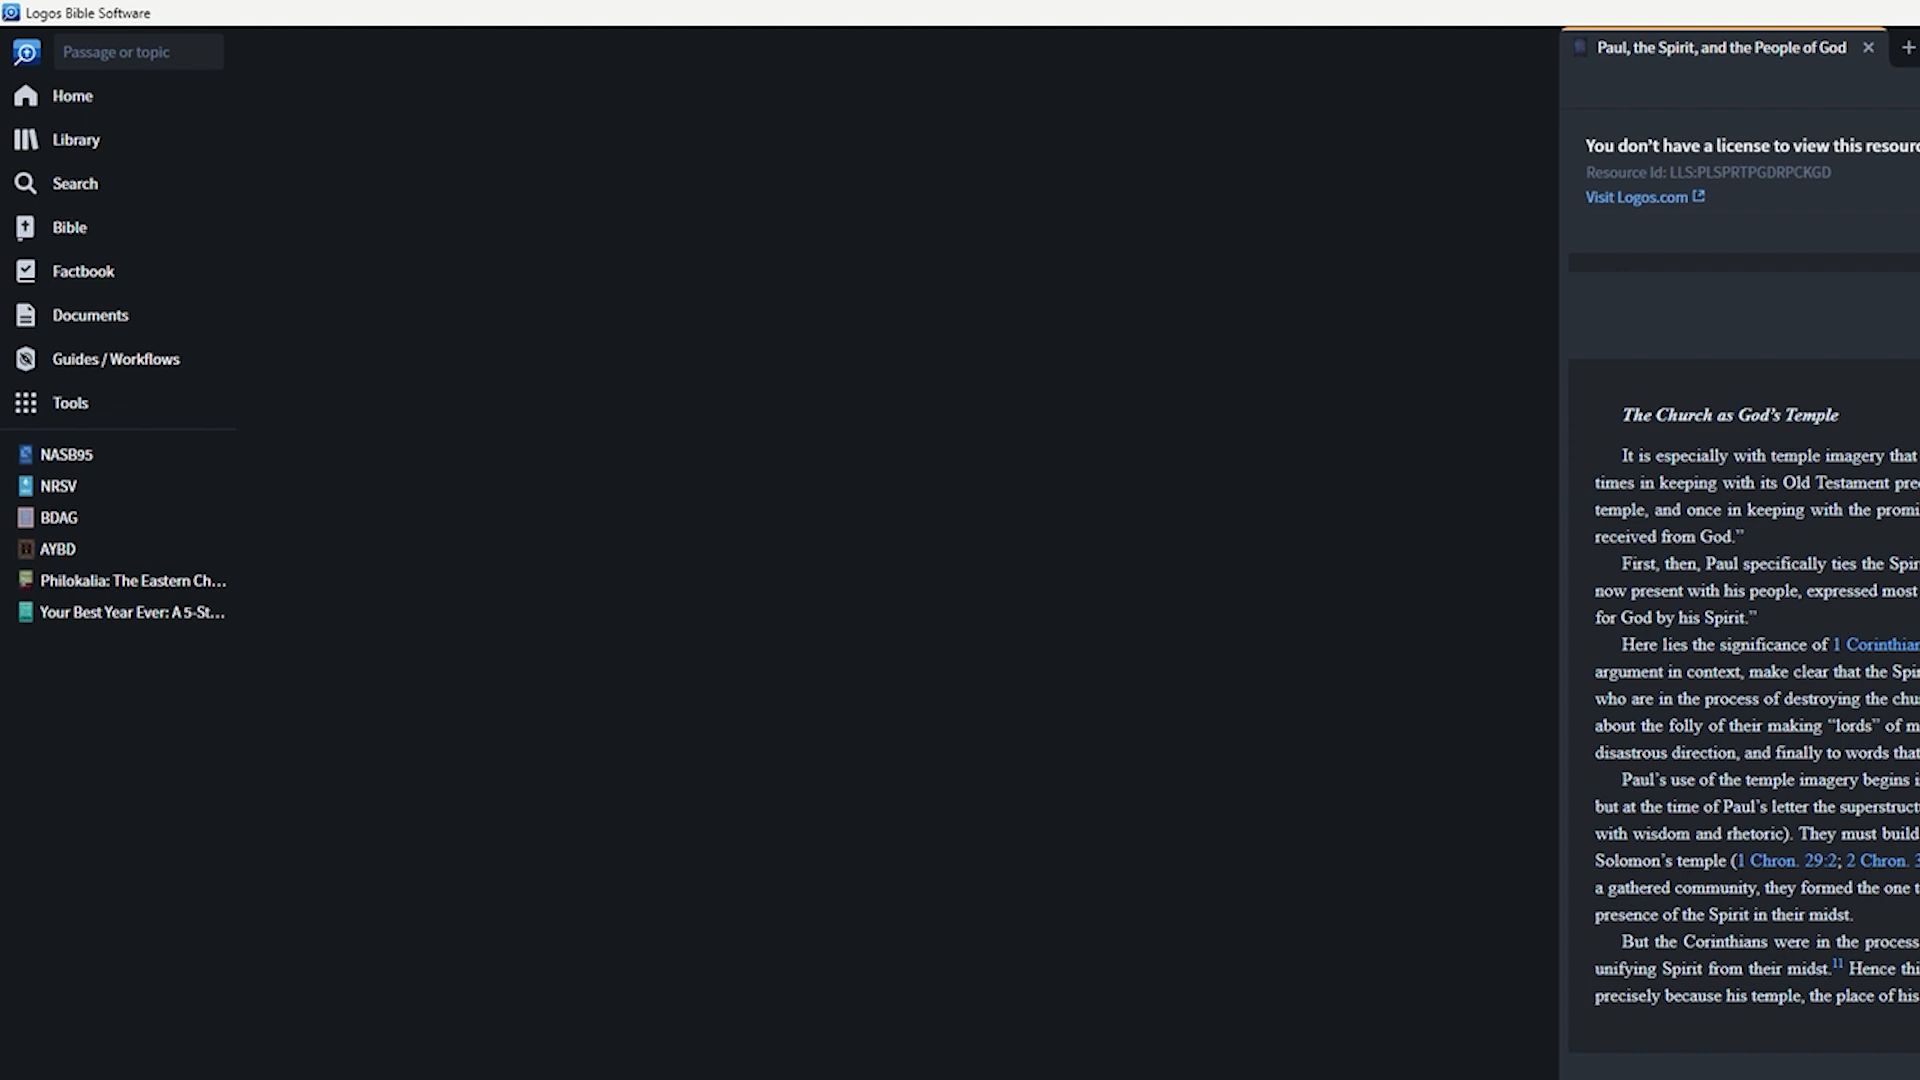 Logos Bible Software
Passage or topic
Home
Library
Search
Bible
Factbook
Documents
Guides / Workflows
Tools
NASB95
NRSV
BDAG
AYBD
Philokalia: The Eastern Ch...
Your Best Year Ever: A 5-St...
Paul, the Spirit, and the People of God
You don't have a license to view this resourc
Resource Id: LLS:PLSPRTPGDRPCKGD
Visit Logos.com
The Church as God's Temple
It is especially with temple imagery that
times in keeping with its Old Testament pre
temple, and once in keeping with the promi
received from God.”
First, then, Paul specifically ties the Spir
now present with his people, expressed most
for God by his Spirit.”
Here lies the significance of 1 Corinthian
argument in context, make clear that the Spir
who are in the process of destroying the chu
about the folly of their making “lords” of m
disastrous direction, and finally to words that
Paul's use of the temple imagery begins i
but at the time of Paul's letter the superstruct
with wisdom and rhetoric). They must build
Solomon's temple (1 Chron. 29:2; 2 Chron. 3
a gathered community, they formed the one t
presence of the Spirit in their midst.
But the Corinthians were in the process
unifying Spirit from their midst.11 Hence thi
precisely because his temple, the place of his